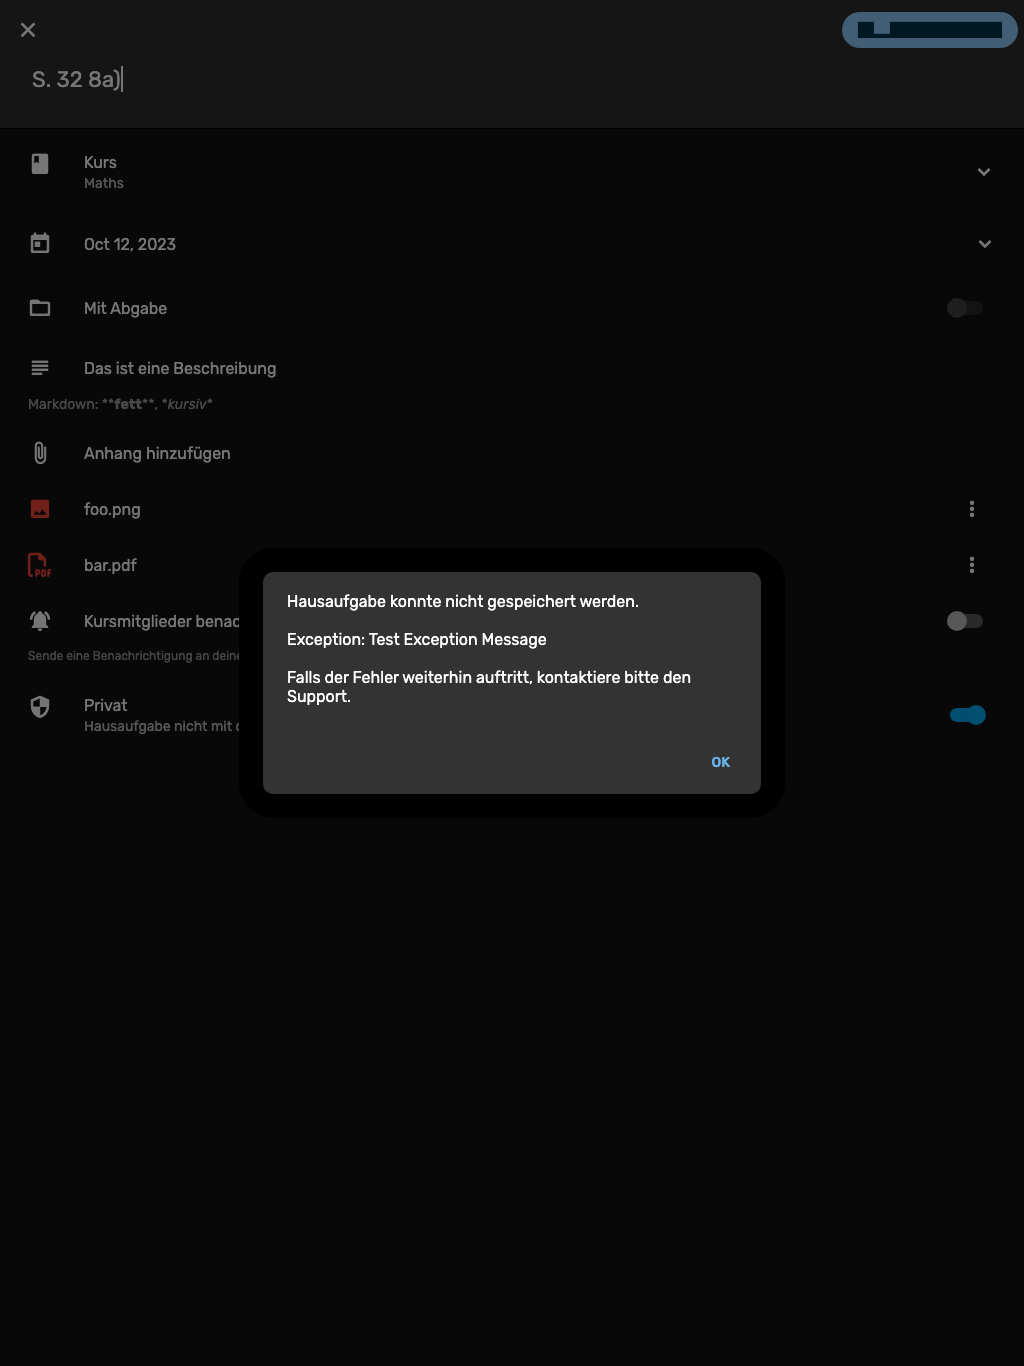 S. 32 8a)
Kurs
Maths
Oct 12, 2023
Mit Abgabe
Das ist eine Beschreibung
Markdown: **fett**, *kursiv*
Anhang hinzufügen
foo.png
PDF
bar.pdf
Kursmitglieder
Sende eine Benachrichtigung an
Privat
Hausaufgabe nicht mit
Hausaufgabe konnte nicht gespeichert werden.
Exception: Test Exception Message
Falls der Fehler weiterhin auftritt, kontaktiere bitte den
Support.
OK